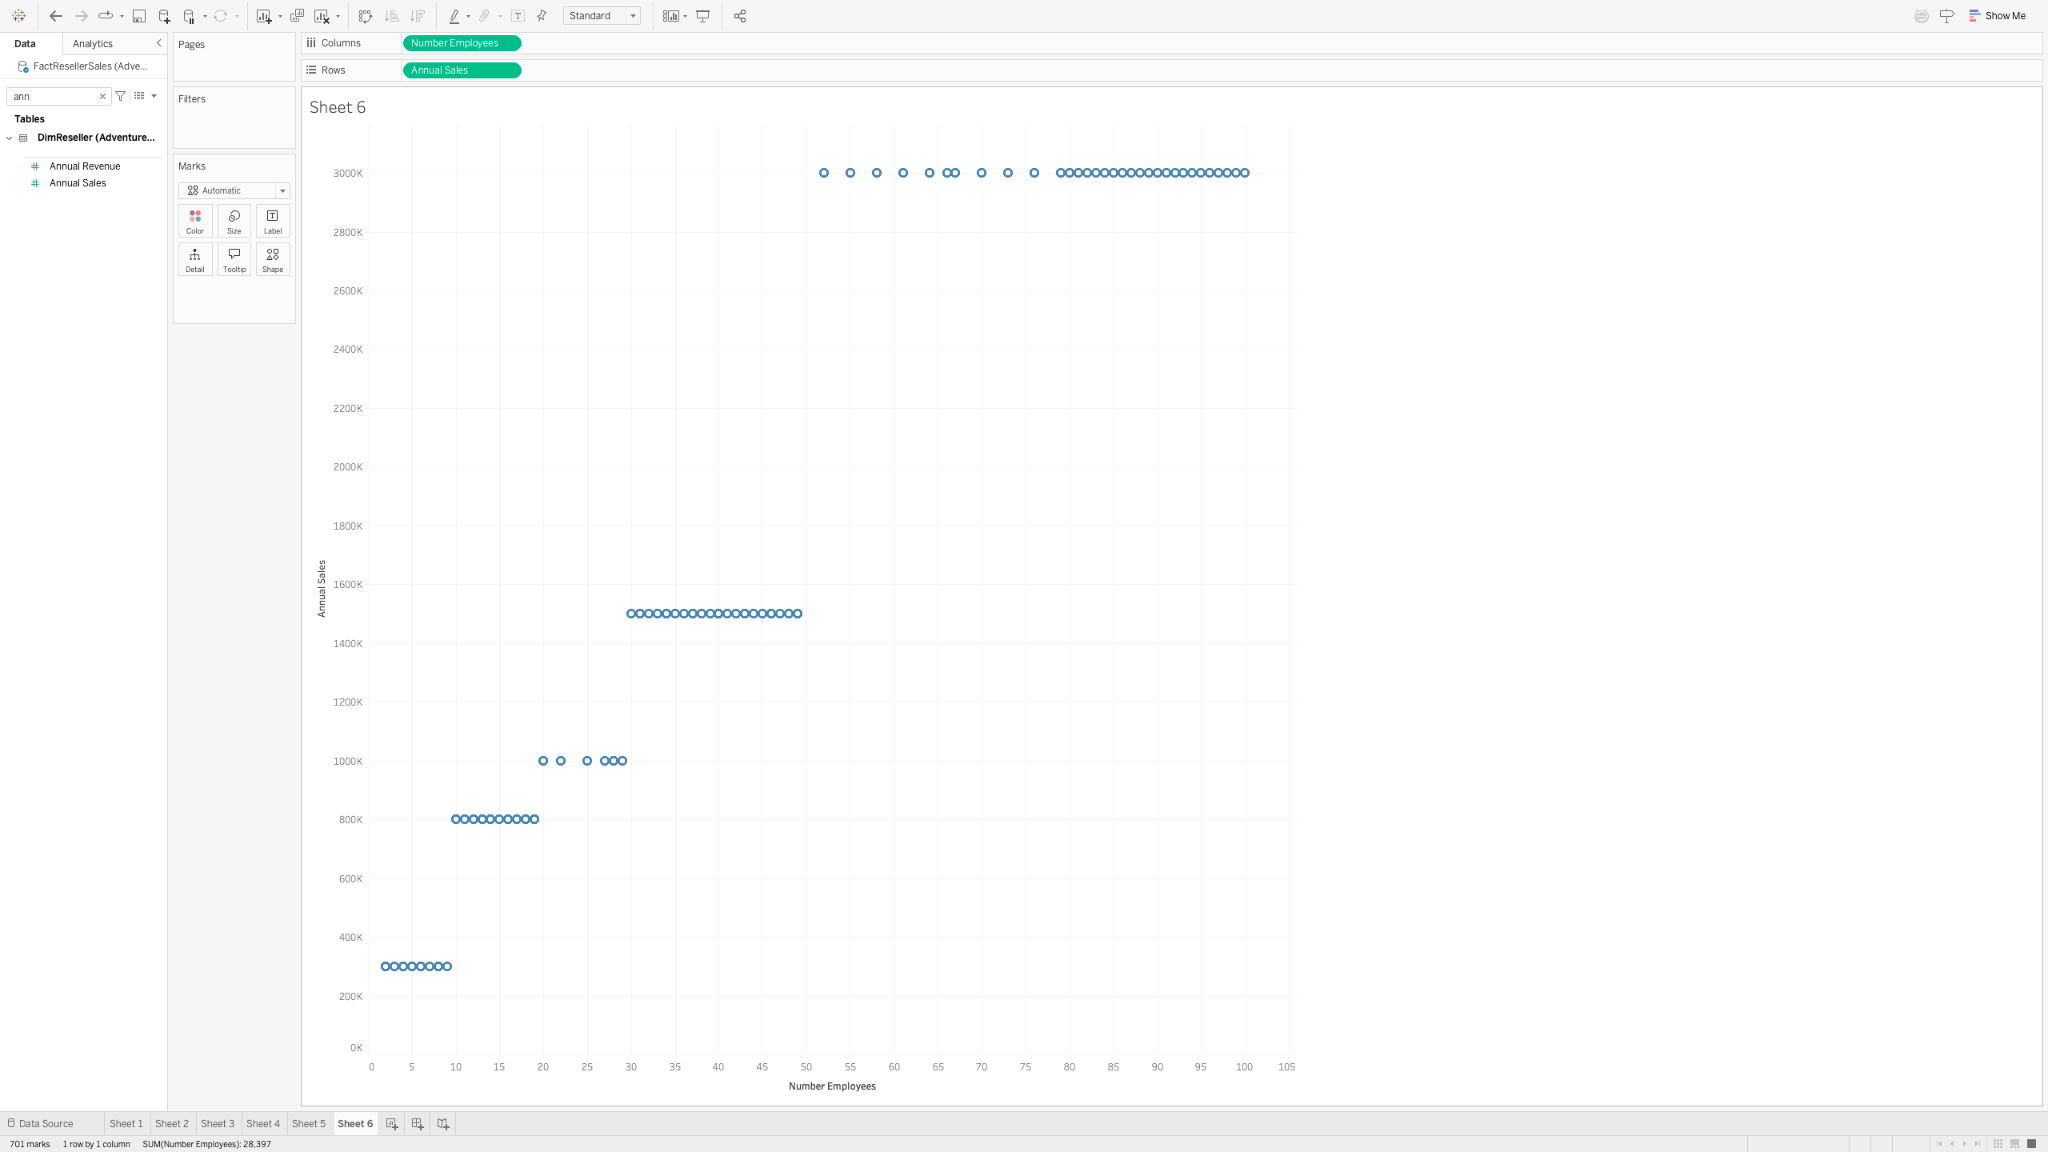 Standard
Show Me
Data
Analytics
FactResellerSales (Adve...
ann
Tables
DimReseller (Adventure...
Annual Revenue
Annual Sales
Pages
Filters
Marks
Automatic
Color
Size
Label
Detail
Tooltip
Shape
Columns
Number Employees
Rows
Annual Sales
Sheet 6
3000K
2800K
2600K
2400K
2200K
2000K
1800K
1600K
1400K
1200K
1000K
800K
600K
400K
200K
0K
Annual Sales
0 5 10 15 20 25 30 35 40 45 50 55 60 65 70 75 80 85 90 95 100 105
Number Employees
Data Source
Sheet 1
Sheet 2
Sheet 3
Sheet 4
Sheet 5
Sheet 6
701 marks
1 row by 1 column
SUM(Number Employees): 28,397